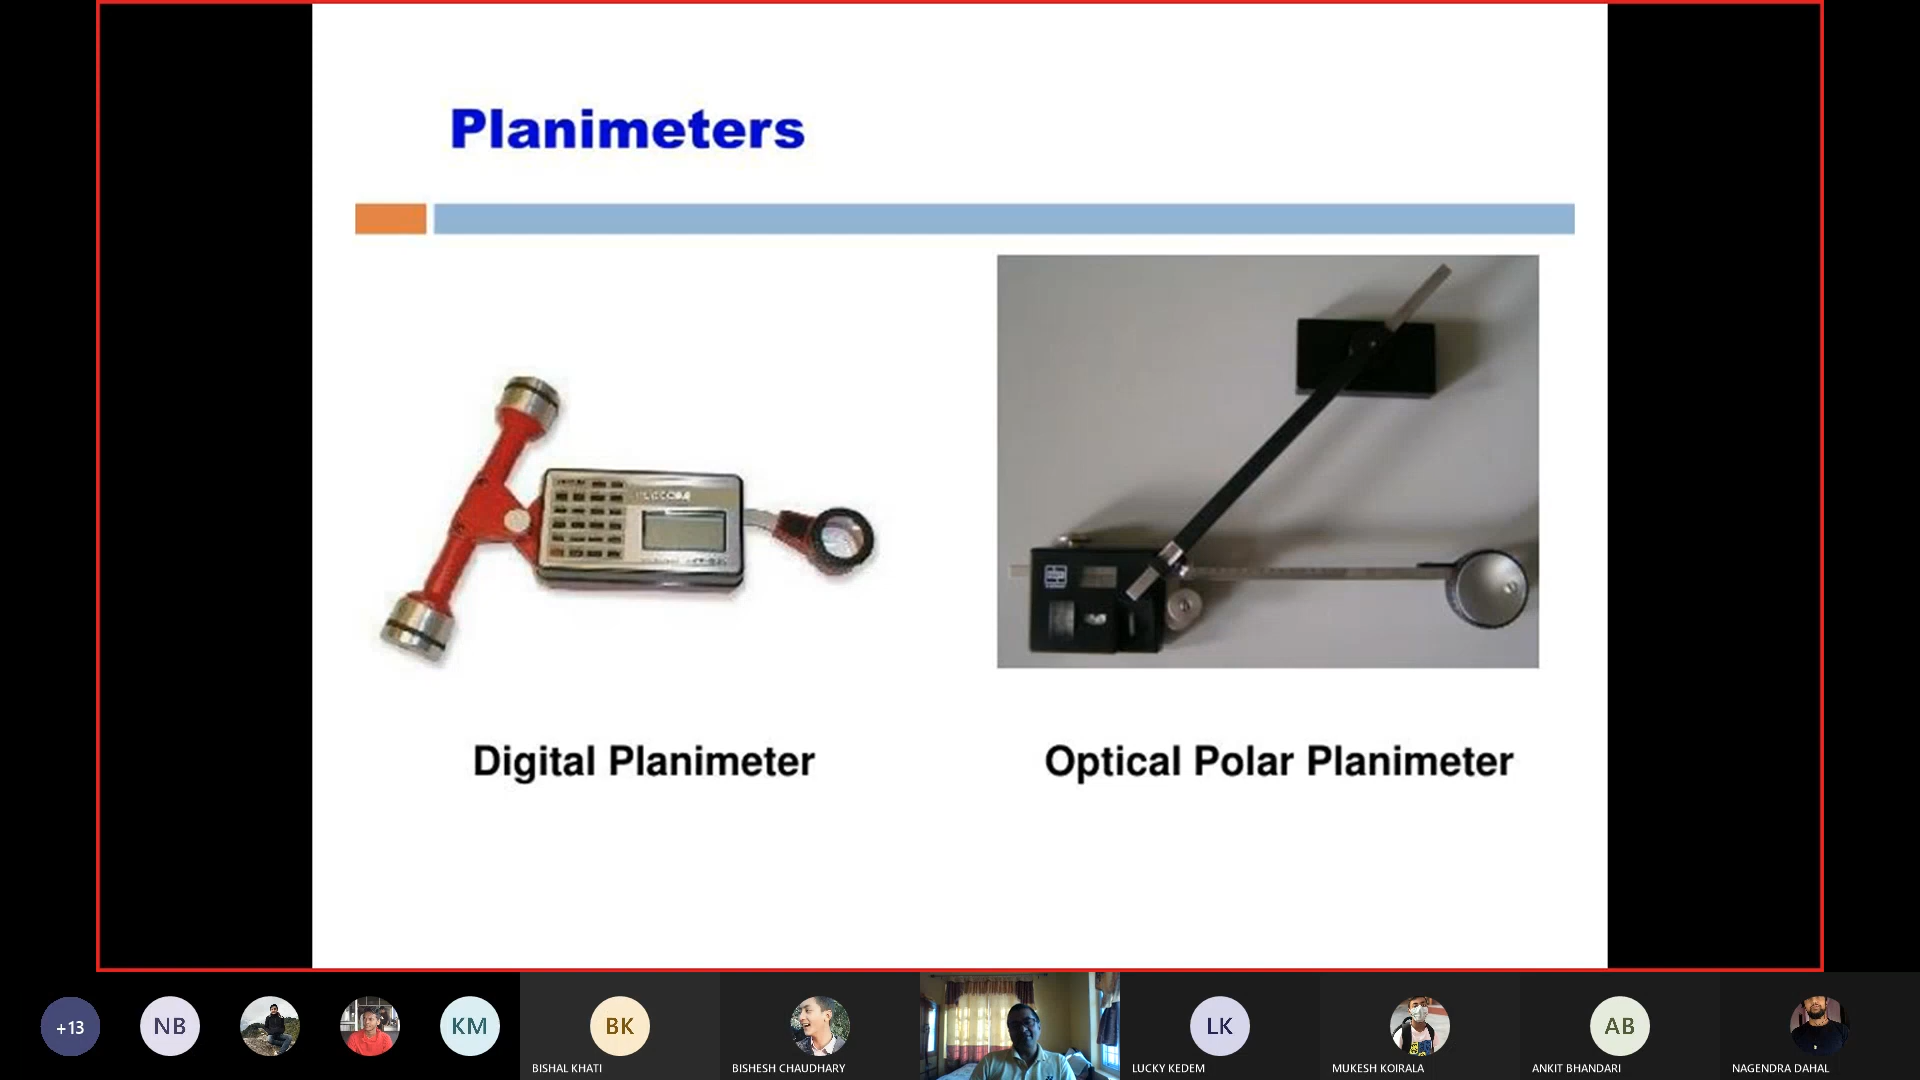 Planimeters
Digital Planimeter
Optical Polar Planimeter
+13
NB
KM
BK
BISHAL KHATI
BISHESH CHAUDHARY
LK
LUCKY KEDEM
MUKESH KOIRALA
AB
ANKIT BHANDARI
NAGENDRA DAHAL